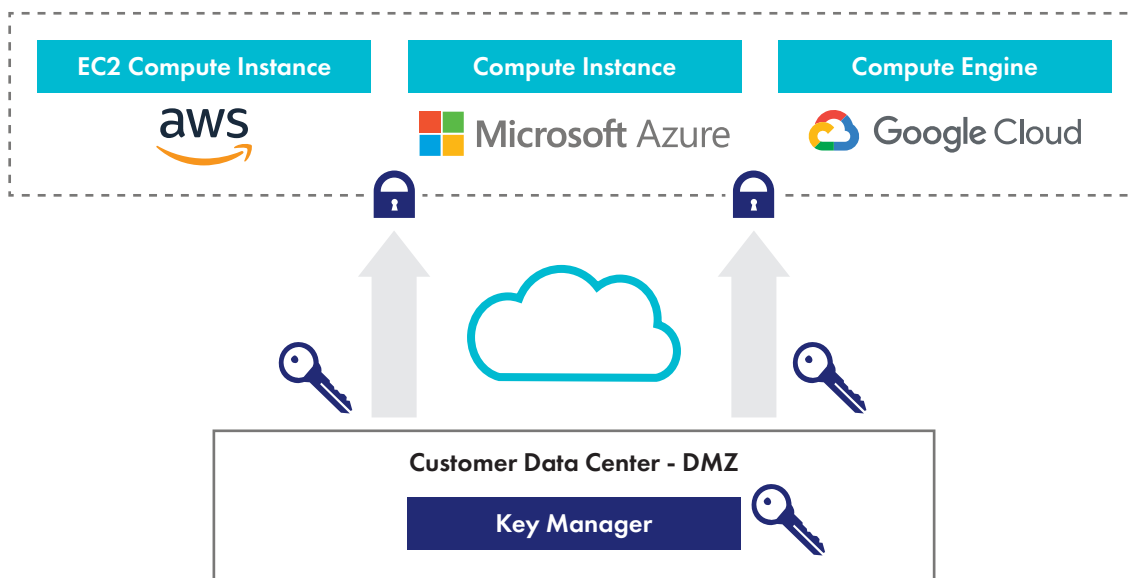 EC2 Compute Instance
Compute Instance
Compute Engine
aws
Microsoft Azure
Google Cloud
Customer Data Center - DMZ
Key Manager